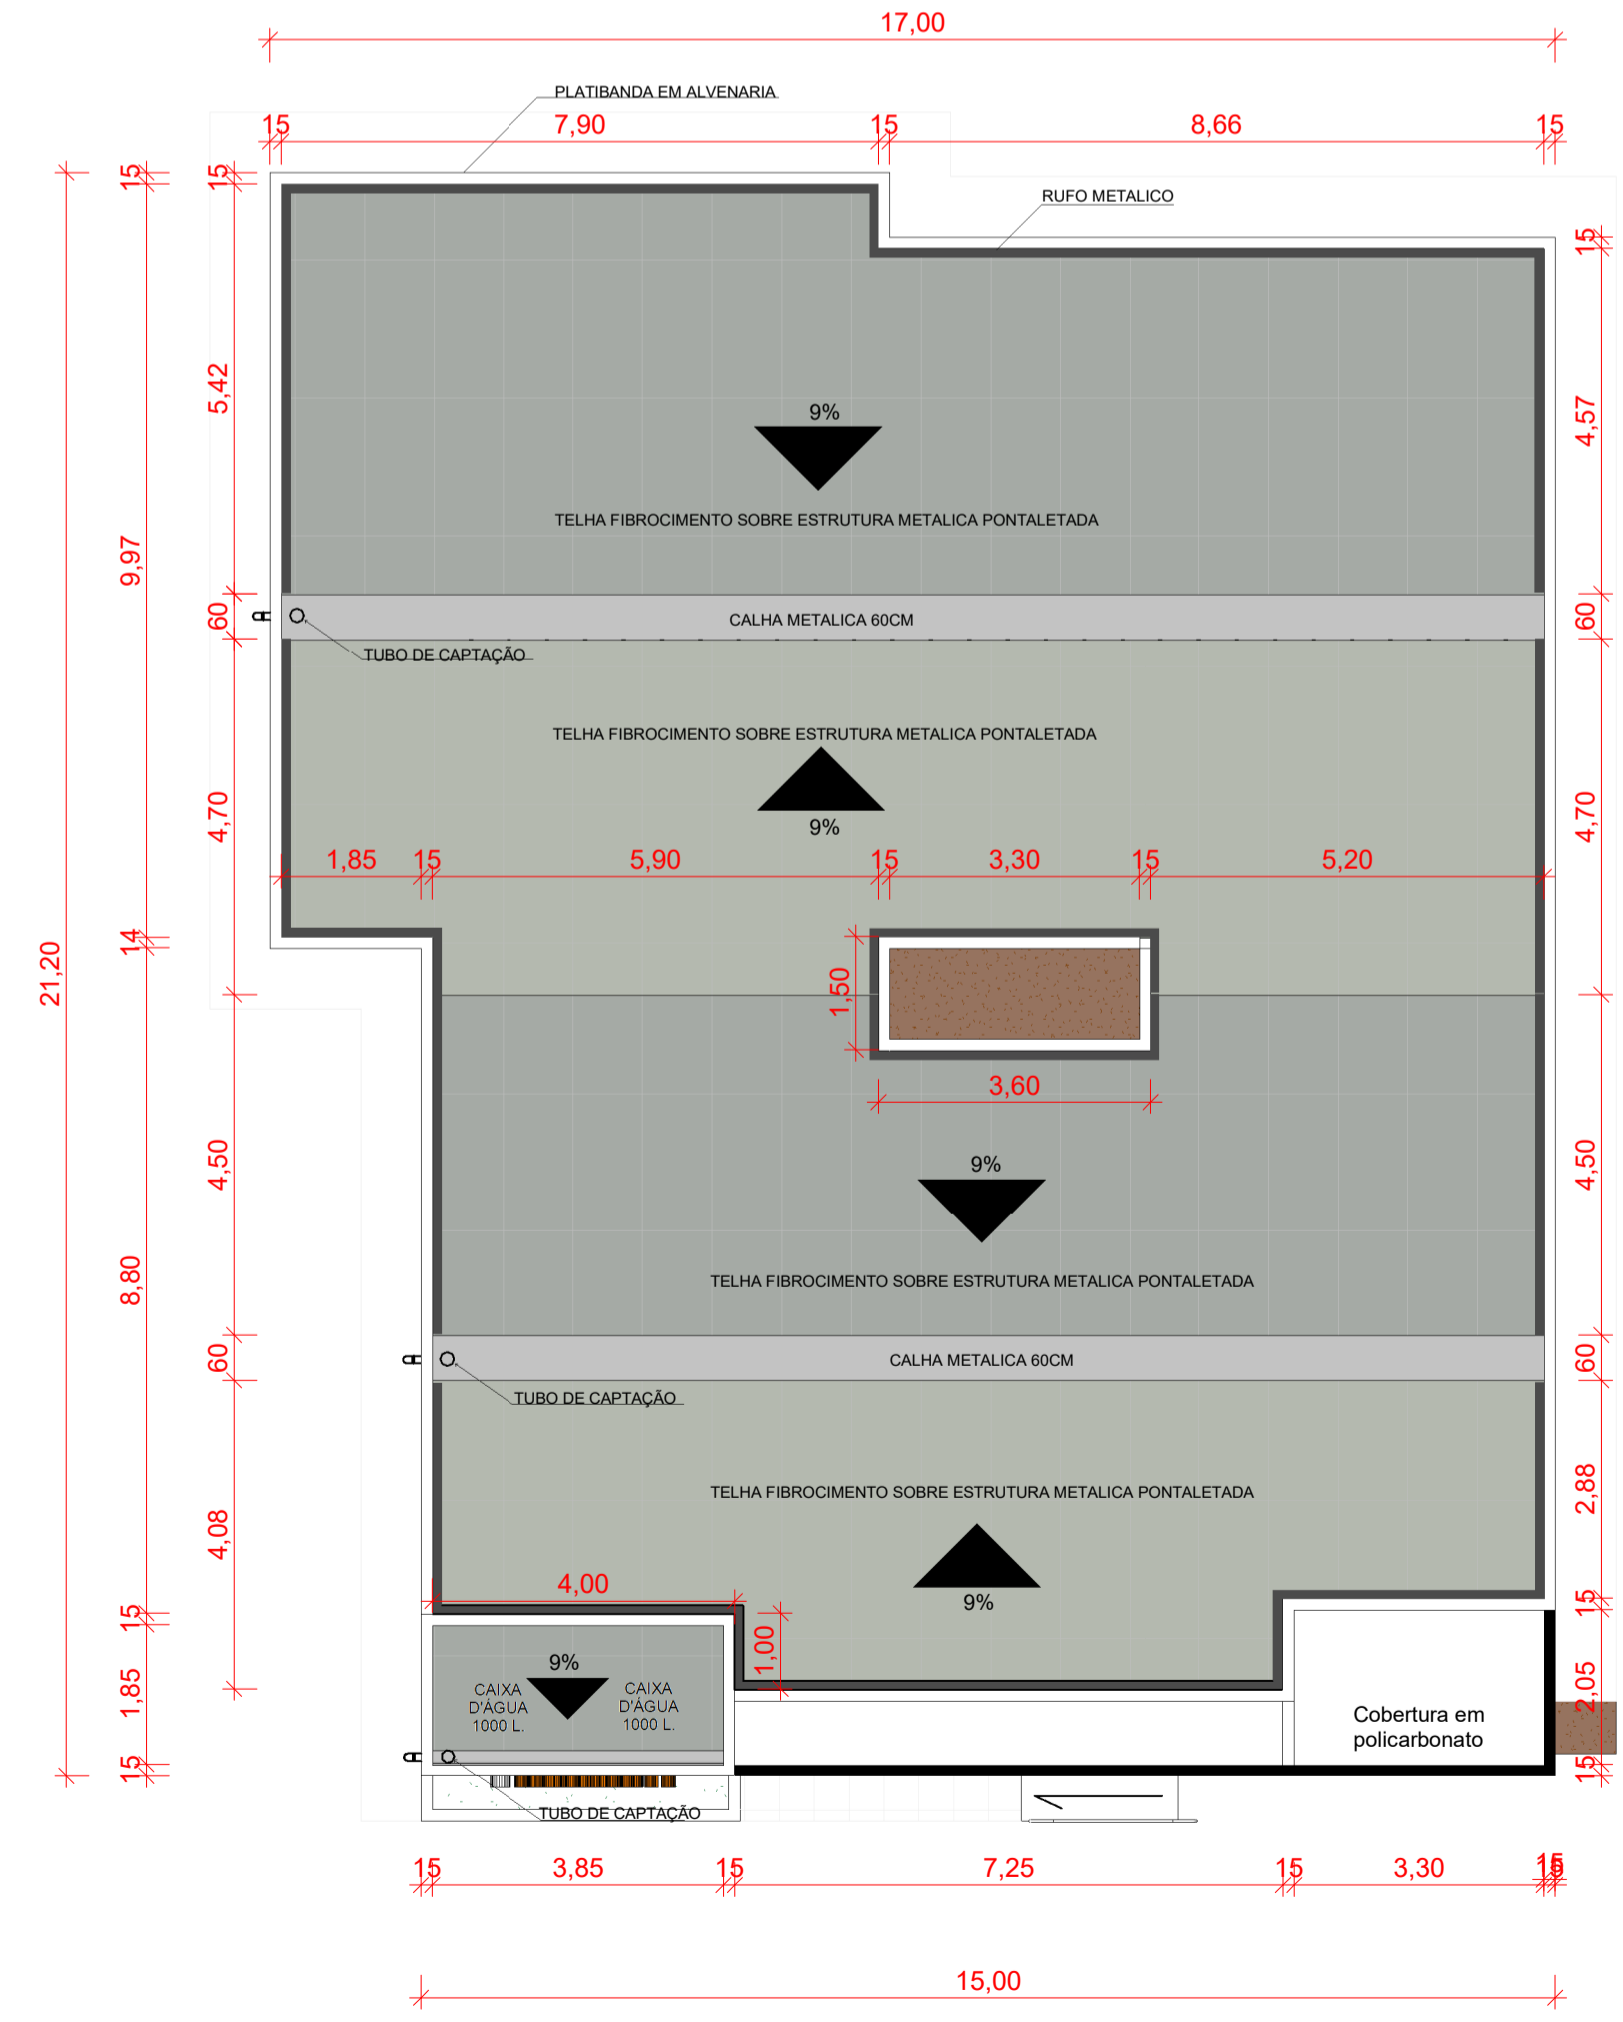 17,00
PLATIBANDA EM ALVENARIA
15 7,90 15 8,66 15
RUFO METALICO
15
15
15
5,42
4,57
9%
TELHA FIBROCIMENTO SOBRE ESTRUTURA METALICA PONTALETADA
9,97
60
CALHA METALICA 60CM
60
TUBO DE CAPTAÇÃO
TELHA FIBROCIMENTO SOBRE ESTRUTURA METALICA PONTALETADA
9%
4,70
4,70
1,85 15 5,90 15 3,30 15 5,20
14
21,20
1,50
3,60
4,50
9%
4,50
8,80
TELHA FIBROCIMENTO SOBRE ESTRUTURA METALICA PONTALETADA
60
CALHA METALICA 60CM
60
TUBO DE CAPTAÇÃO
TELHA FIBROCIMENTO SOBRE ESTRUTURA METALICA PONTALETADA
2,88
4,08
4,00
9%
15
15
1,00
9%
1,85
CAIXA
D'ÁGUA
1000 L.
CAIXA
D'ÁGUA
1000 L.
2,05
Cobertura em
policarbonato
15
15
TUBO DE CAPTAÇÃO
15 3,85 15 7,25 15 3,30 15
15
15,00